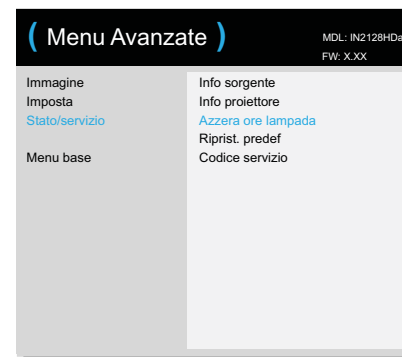 ( Menu Avanzate )
MDL: IN2128HDa
FW: X.XX
Immagine
Imposta
Stato/servizio
Menu base
Info sorgente
Info proiettore
Azzera ore lampada
Riprist. predef
Codice servizio